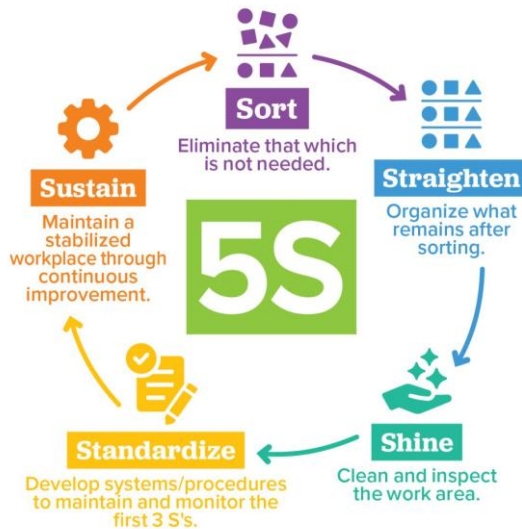 Sort
Eliminate that which
is not needed.
Straighten
Organize what
remains after
sorting.
Shine
Clean and inspect
the work area.
Standardize
Develop systems/procedures
to maintain and monitor the
first 3 S's.
Sustain
Maintain a
stabilized
workplace through
continuous
improvement.
5S